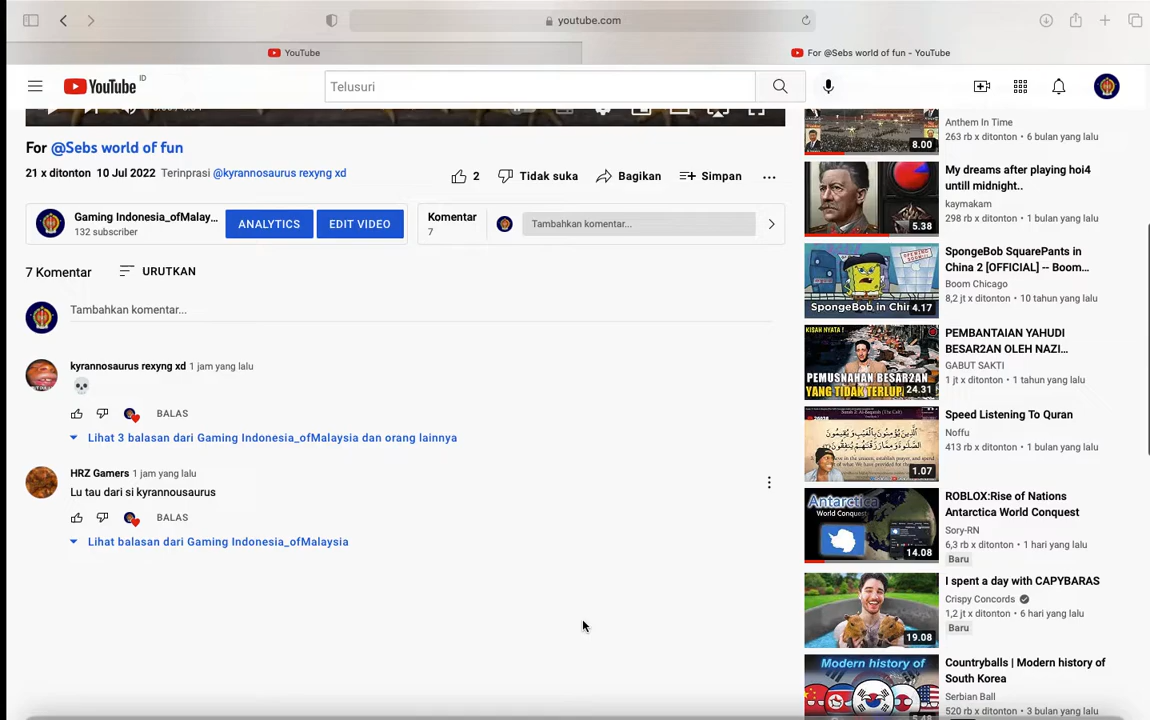 youtube.com
YouTube
For @Sebs world of fun - YouTube
YouTube ID
Telusuri
For @Sebs world of fun
21 x ditonton 10 Jul 2022 Terinprasi @kyrannosaurus rexyng xd
2 Tidak suka Bagikan Simpan
Gaming Indonesia_ofMalay...
132 subscriber
ANALYTICS
EDIT VIDEO
Komentar
7
Tambahkan komentar...
7 Komentar URUTKAN
Tambahkan komentar...
kyrannosaurus rexyng xd 1 jam yang lalu
💀
BALAS
Lihat 3 balasan dari Gaming Indonesia_ofMalaysia dan orang lainnya
HRZ Gamers 1 jam yang lalu
Lu tau dari si kyrannousaurus
BALAS
Lihat balasan dari Gaming Indonesia_ofMalaysia
8.00
Anthem In Time
263 rb x ditonton • 6 bulan yang lalu
5.38
My dreams after playing hoi4
untill midnight..
kaymakam
298 rb x ditonton • 1 bulan yang lalu
SpongeBob in Chin
4.17
SpongeBob SquarePants in
China 2 [OFFICIAL] -- Boom...
Boom Chicago
8,2 jt x ditonton • 10 tahun yang lalu
KISAH NYATA !
PEMUSNAHAN BESAR2AN
YANG TIDAK TERLUP
24.31
PEMBANTAIAN YAHUDI
BESAR2AN OLEH NAZI...
GABUT SAKTI
1 jt x ditonton • 1 tahun yang lalu
1.07
Speed Listening To Quran
Noffu
413 rb x ditonton • 1 bulan yang lalu
Antarctica
World Conquest
14.08
ROBLOX:Rise of Nations
Antarctica World Conquest
Sory-RN
6,3 rb x ditonton • 1 hari yang lalu
Baru
19.08
I spent a day with CAPYBARAS
Crispy Concords
1,2 jt x ditonton • 6 hari yang lalu
Baru
Modern history of
Countryballs | Modern history of
South Korea
Serbian Ball
520 rb x ditonton • 3 bulan yang lalu